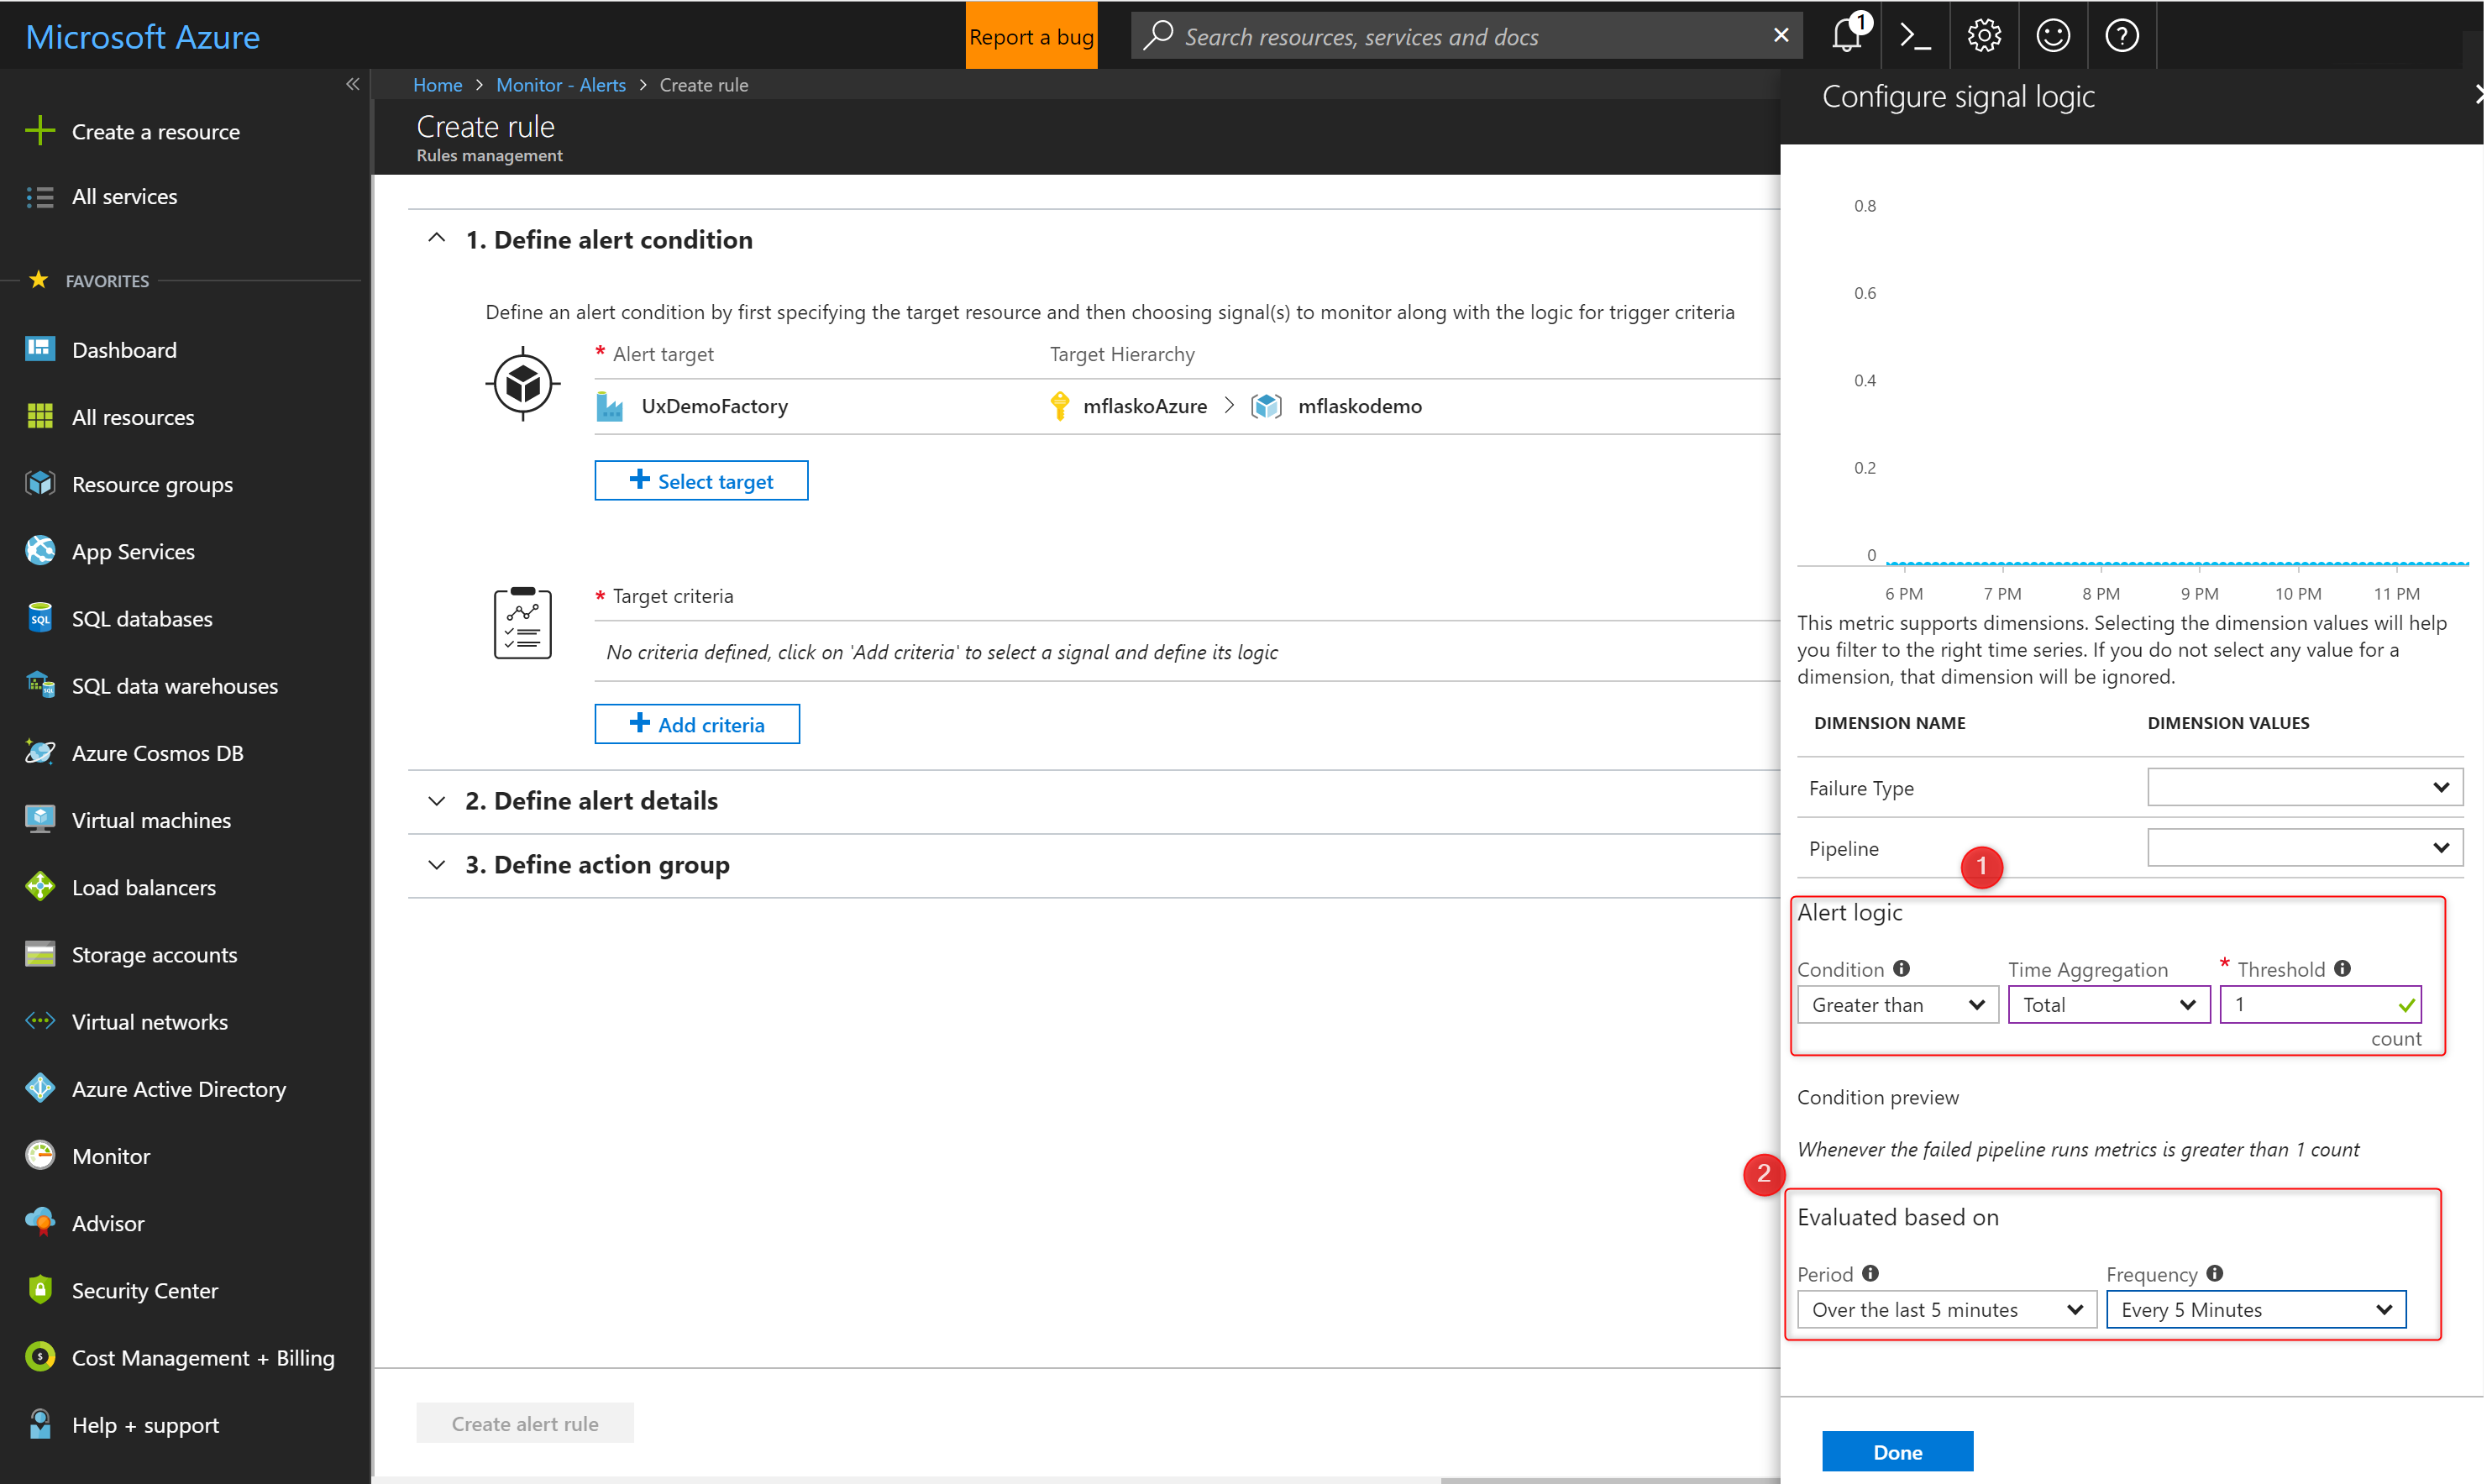 Microsoft Azure
Report a bug
Search resources, services and docs
1
Create a resource
All services
FAVORITES
Dashboard
All resources
Resource groups
App Services
SQL databases
SQL data warehouses
Azure Cosmos DB
Virtual machines
Load balancers
Storage accounts
Virtual networks
Azure Active Directory
Monitor
Advisor
Security Center
Cost Management + Billing
Help + support
Home > Monitor - Alerts > Create rule
Create rule
Rules management
1. Define alert condition
Define an alert condition by first specifying the target resource and then choosing signal(s) to monitor along with the logic for trigger criteria
* Alert target Target Hierarchy
UxDemoFactory mflaskoAzure > mflaskodemo
+ Select target
* Target criteria
No criteria defined, click on 'Add criteria' to select a signal and define its logic
+ Add criteria
2. Define alert details
3. Define action group
Create alert rule
Configure signal logic
0.8
0.6
0.4
0.2
0
6 PM 7 PM 8 PM 9 PM 10 PM 11 PM
This metric supports dimensions. Selecting the dimension values will help
you filter to the right time series. If you do not select any value for a
dimension, that dimension will be ignored.
DIMENSION NAME DIMENSION VALUES
Failure Type
Pipeline
1
Alert logic
Condition Time Aggregation * Threshold
Greater than Total 1
count
Condition preview
Whenever the failed pipeline runs metrics is greater than 1 count
2
Evaluated based on
Period Frequency
Over the last 5 minutes Every 5 Minutes
Done